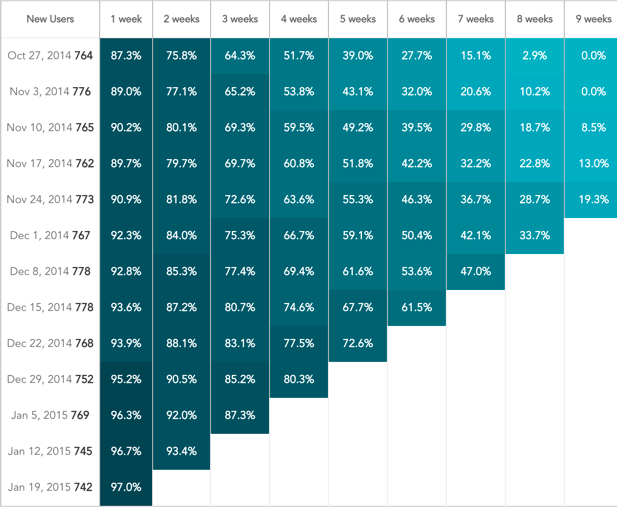 New Users 1 week 2 weeks 3 weeks 4 weeks 5 weeks 6 weeks 7 weeks 8 weeks 9 weeks
Oct 27, 2014 764 87.3% 75.8% 64.3% 51.7% 39.0% 27.7% 15.1% 2.9% 0.0%
Nov 3, 2014 776 89.0% 77.1% 65.2% 53.8% 43.1% 32.0% 20.6% 10.2% 0.0%
Nov 10, 2014 765 90.2% 80.1% 69.3% 59.5% 49.2% 39.5% 29.8% 18.7% 8.5%
Nov 17, 2014 762 89.7% 79.7% 69.7% 60.8% 51.8% 42.2% 32.2% 22.8% 13.0%
Nov 24, 2014 773 90.9% 81.8% 72.6% 63.6% 55.3% 46.3% 36.7% 28.7% 19.3%
Dec 1, 2014 767 92.3% 84.0% 75.3% 66.7% 59.1% 50.4% 42.1% 33.7%
Dec 8, 2014 778 92.8% 85.3% 77.4% 69.4% 61.6% 53.6% 47.0%
Dec 15, 2014 778 93.6% 87.2% 80.7% 74.6% 67.7% 61.5%
Dec 22, 2014 768 93.9% 88.1% 83.1% 77.5% 72.6%
Dec 29, 2014 752 95.2% 90.5% 85.2% 80.3%
Jan 5, 2015 769 96.3% 92.0% 87.3%
Jan 12, 2015 745 96.7% 93.4%
Jan 19, 2015 742 97.0%